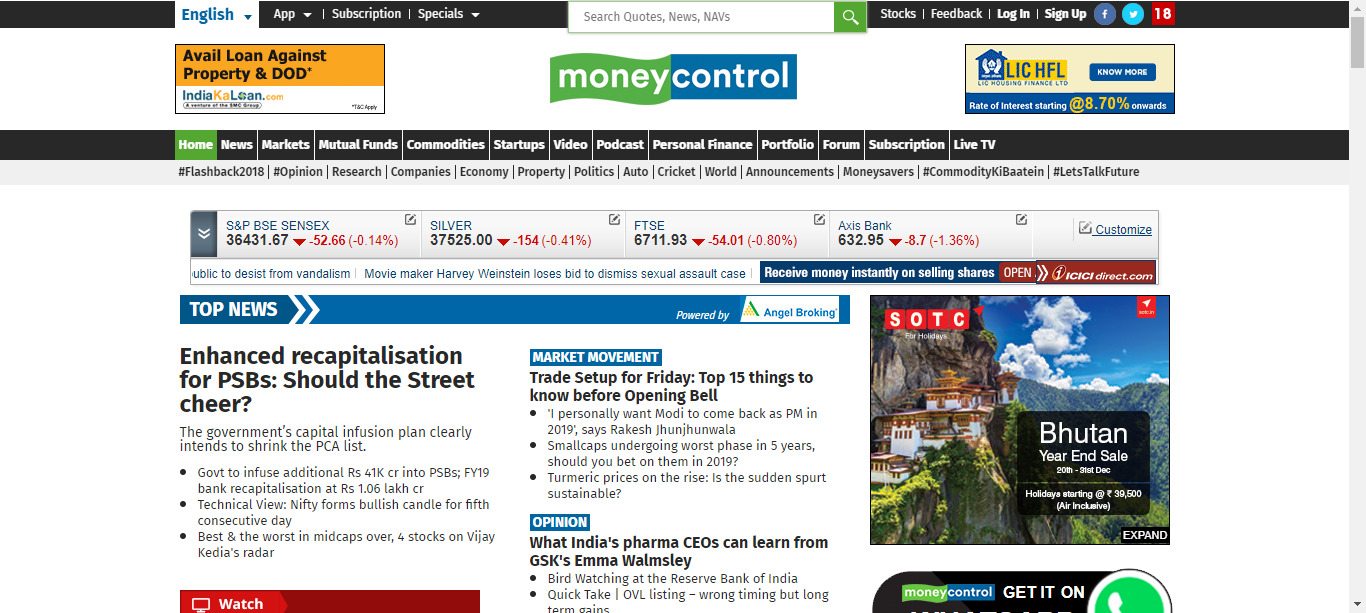 English
App | Subscription | Specials
Search Quotes, News, NAVs
Stocks | Feedback | Log In | Sign Up
18
Avail Loan Against
Property & DOD*
IndiaKaLoan.com
A venture of the SMC Group
*T&C Apply
moneycontrol
LIC HFL
LIC HOUSING FINANCE LTD
KNOW MORE
Rate of Interest starting @8.70% onwards
Home News Markets Mutual Funds Commodities Startups Video Podcast Personal Finance Portfolio Forum Subscription Live TV
#Flashback2018 | #Opinion | Research | Companies | Economy | Property | Politics | Auto | Cricket | World | Announcements | Moneysavers | #CommodityKiBaatein | #LetsTalkFuture
S&P BSE SENSEX
36431.67 -52.66 (-0.14%)
SILVER
37525.00 -154 (-0.41%)
FTSE
6711.93 -54.01 (-0.80%)
Axis Bank
632.95 -8.7 (-1.36%)
Customize
ublic to desist from vandalism | Movie maker Harvey Weinstein loses bid to dismiss sexual assault case |
Receive money instantly on selling shares OPEN ICICI direct.com
TOP NEWS
Powered by Angel Broking
Enhanced recapitalisation
for PSBs: Should the Street
cheer?
The government's capital infusion plan clearly
intends to shrink the PCA list.
Govt to infuse additional Rs 41K cr into PSBs; FY19
bank recapitalisation at Rs 1.06 lakh cr
Technical View: Nifty forms bullish candle for fifth
consecutive day
Best & the worst in midcaps over, 4 stocks on Vijay
Kedia's radar
Watch
MARKET MOVEMENT
Trade Setup for Friday: Top 15 things to
know before Opening Bell
'I personally want Modi to come back as PM in
2019', says Rakesh Jhunjhunwala
Smallcaps undergoing worst phase in 5 years,
should you bet on them in 2019?
Turmeric prices on the rise: Is the sudden spurt
sustainable?
OPINION
What India's pharma CEOs can learn from
GSK's Emma Walmsley
Bird Watching at the Reserve Bank of India
Quick Take | OVL listing – wrong timing but long
term gains
SOTC
For Holidays
sotc.in
Bhutan
Year End Sale
20th - 31st Dec
Holidays starting @ ₹ 39,500
(Air Inclusive)
EXPAND
moneycontrol GET IT ON